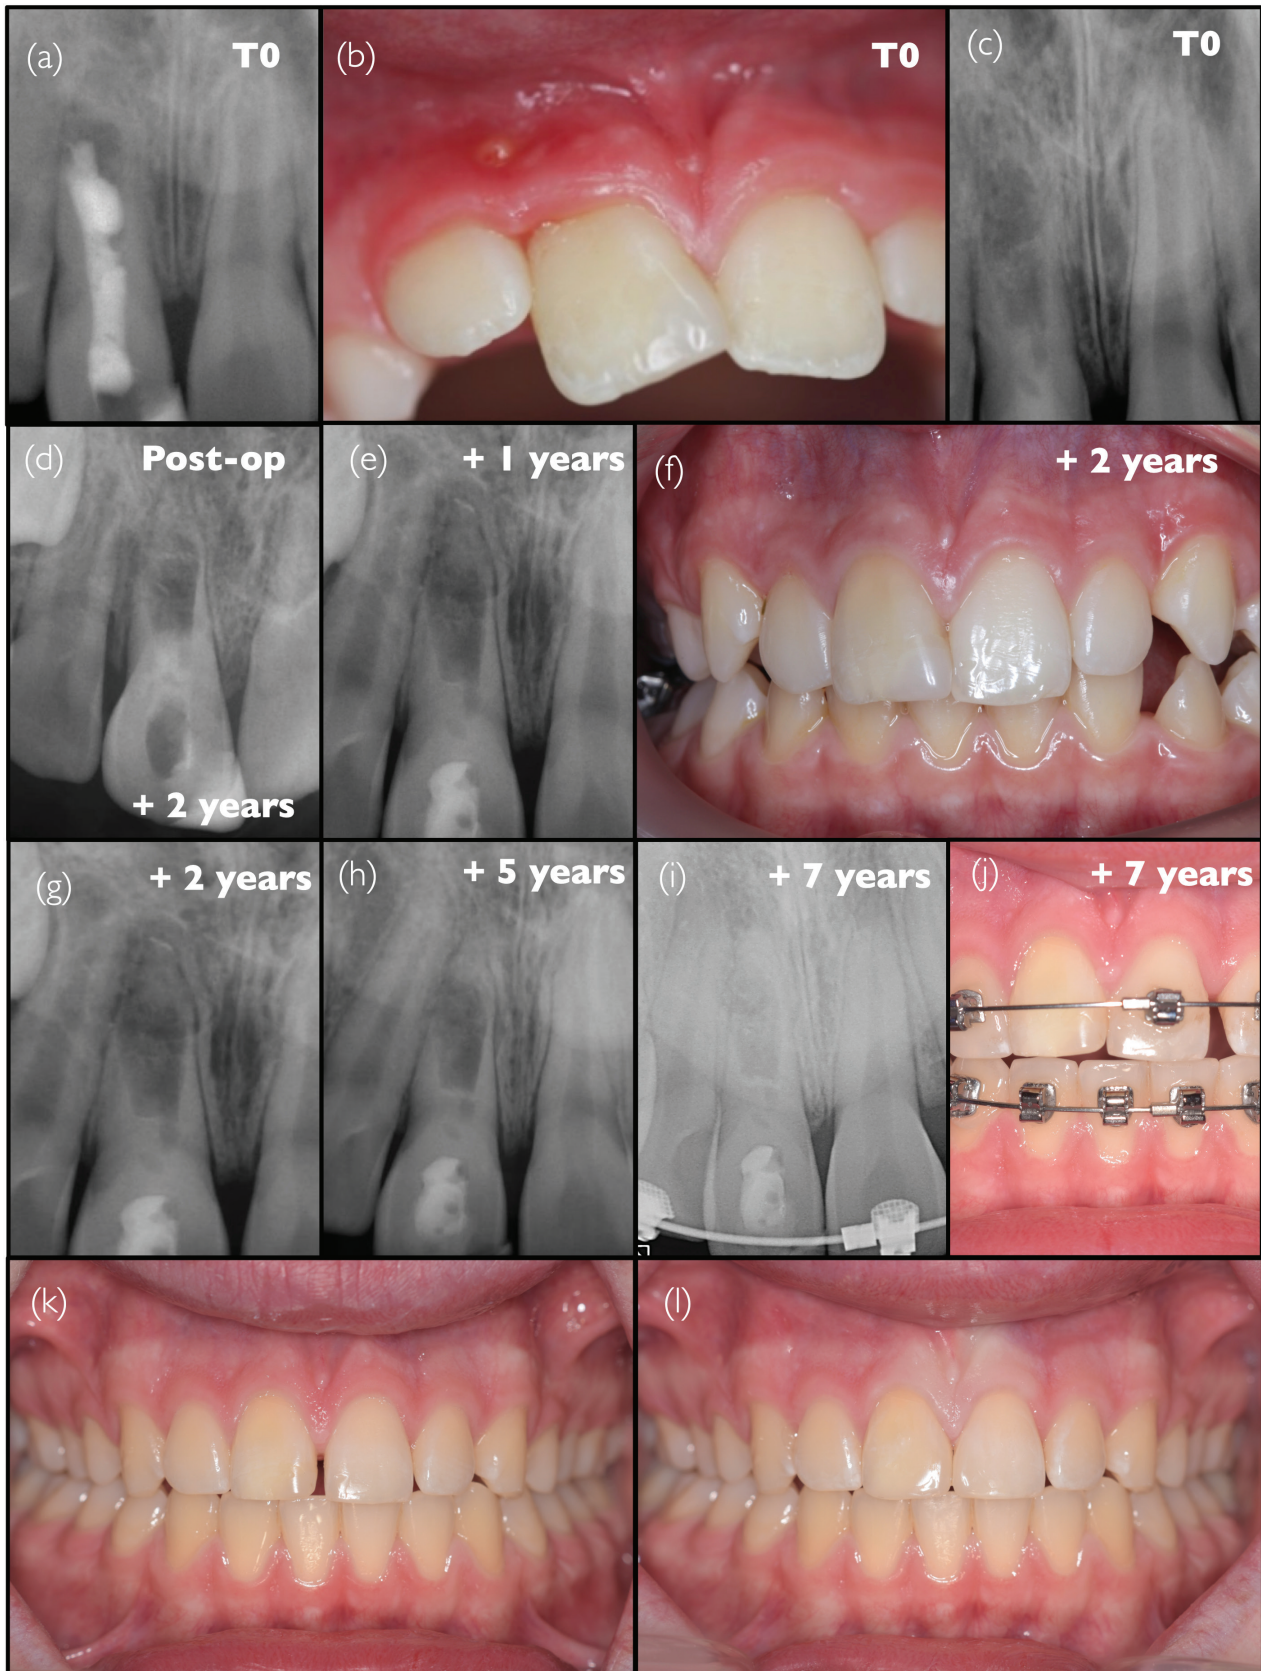 (a) T0
(b) T0
(c) T0
(d) Post-op
+ 2 years
(e) + 1 years
(f) + 2 years
(g) + 2 years
(h) + 5 years
(i) + 7 years
(j) + 7 years
(k)
(l)